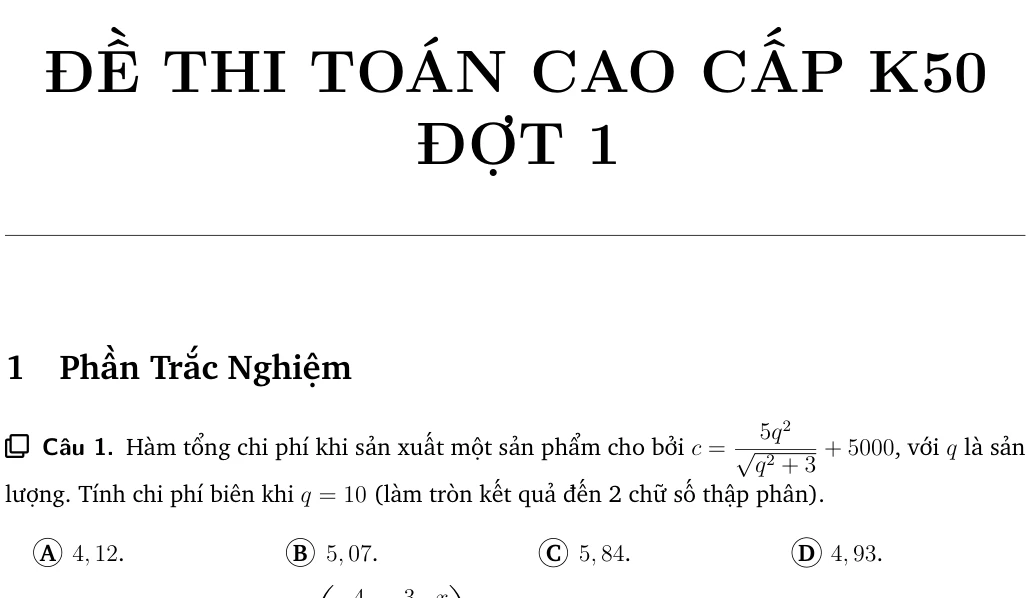 ĐỀ THI TOÁN CAO CẤP K50
ĐỢT 1
1 Phần Trắc Nghiệm
Câu 1. Hàm tổng chi phí khi sản xuất một sản phẩm cho bởi c = \frac{5q^2}{\sqrt{q^2 + 3}} + 5000, với q là sản
lượng. Tính chi phí biên khi q = 10 (làm tròn kết quả đến 2 chữ số thập phân).
A 4, 12. B 5, 07. C 5, 84. D 4, 93.